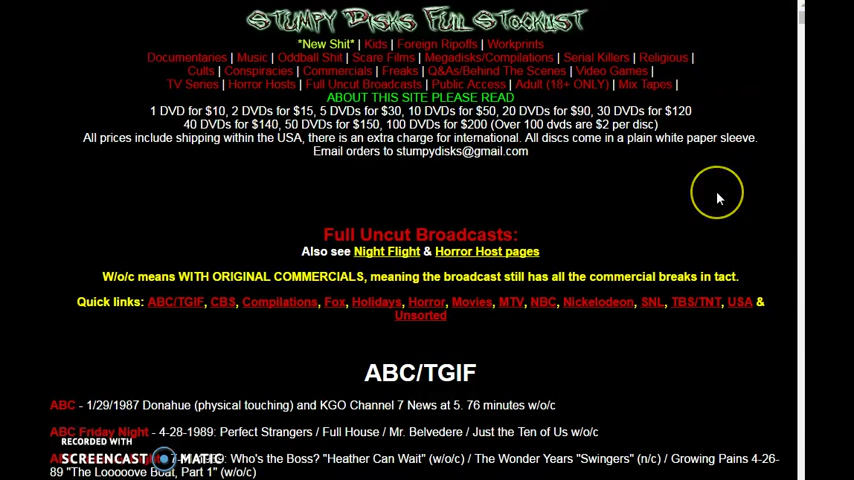 Stumpy Disks Full Stocklist
*New Shit* | Kids | Foreign Ripoffs | Workprints
Documentaries | Music | Oddball Shit | Scare Films | Megadisks/Compilations | Serial Killers | Religious |
Cults | Conspiracies | Commercials | Freaks | Q&As/Behind The Scenes | Video Games |
TV Series | Horror Hosts | Full Uncut Broadcasts | Public Access | Adult (18+ ONLY) | Mix Tapes |
ABOUT THIS SITE PLEASE READ
1 DVD for $10, 2 DVDs for $15, 5 DVDs for $30, 10 DVDs for $50, 20 DVDs for $90, 30 DVDs for $120
40 DVDs for $140, 50 DVDs for $150, 100 DVDs for $200 (Over 100 dvds are $2 per disc)
All prices include shipping within the USA, there is an extra charge for international. All discs come in a plain white paper sleeve.
Email orders to stumpydisks@gmail.com
Full Uncut Broadcasts:
Also see Night Flight & Horror Host pages
W/o/c means WITH ORIGINAL COMMERCIALS, meaning the broadcast still has all the commercial breaks in tact.
Quick links: ABC/TGIF, CBS, Compilations, Fox, Holidays, Horror, Movies, MTV, NBC, Nickelodeon, SNL, TBS/TNT, USA &
Unsorted
ABC/TGIF
ABC - 1/29/1987 Donahue (physical touching) and KGO Channel 7 News at 5. 76 minutes w/o/c
ABC Friday Night - 4-28-1989: Perfect Strangers / Full House / Mr. Belvedere / Just the Ten of Us w/o/c
RECORDED WITH
SCREENCAST MATIC
Who's the Boss? "Heather Can Wait" (w/o/c) / The Wonder Years "Swingers" (n/c) / Growing Pains 4-26-
89 "The Looooove Boat, Part 1" (w/o/c)